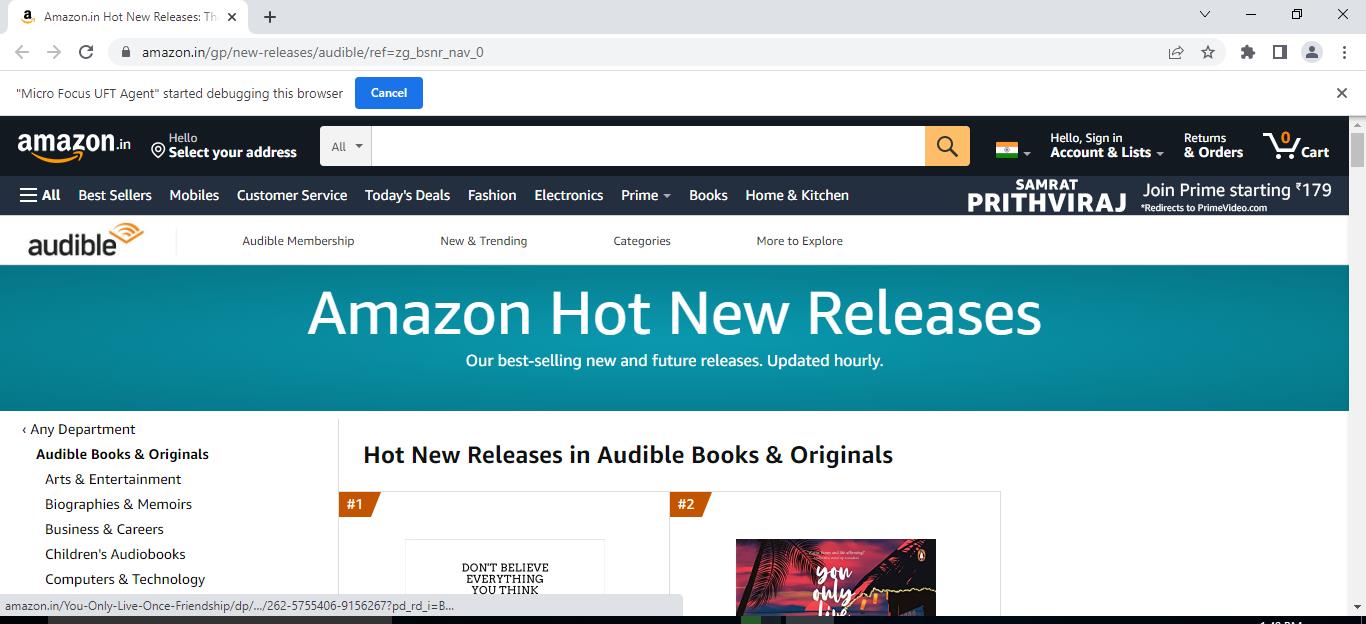 Amazon.in Hot New Releases: Th
amazon.in/gp/new-releases/audible/ref=zg_bsnr_nav_0
"Micro Focus UFT Agent" started debugging this browser
Cancel
amazon.in
Hello
Select your address
All
Hello, Sign in
Account & Lists
Returns
& Orders
0
Cart
All
Best Sellers
Mobiles
Customer Service
Today's Deals
Fashion
Electronics
Prime
Books
Home & Kitchen
SAMRAT
PRITHVIRAJ
Join Prime starting ₹179
*Redirects to PrimeVideo.com
audible
Audible Membership
New & Trending
Categories
More to Explore
Amazon Hot New Releases
Our best-selling new and future releases. Updated hourly.
‹ Any Department
Audible Books & Originals
Arts & Entertainment
Biographies & Memoirs
Business & Careers
Children's Audiobooks
Computers & Technology
Hot New Releases in Audible Books & Originals
#1
DON'T BELIEVE
EVERYTHING
YOU THINK
#2
you
only
live
amazon.in/You-Only-Live-Once-Friendship/dp/.../262-5755406-9156267?pd_rd_i=B...